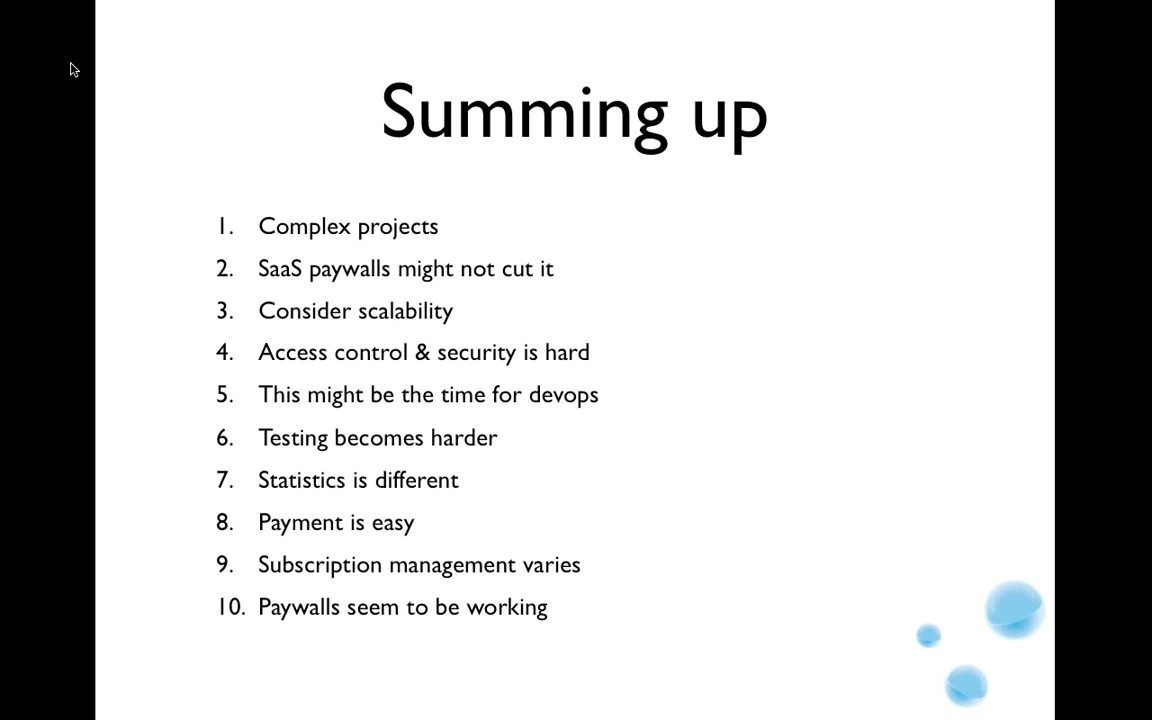 Summing up
1. Complex projects
2. SaaS paywalls might not cut it
3. Consider scalability
4. Access control & security is hard
5. This might be the time for devops
6. Testing becomes harder
7. Statistics is different
8. Payment is easy
9. Subscription management varies
10. Paywalls seem to be working